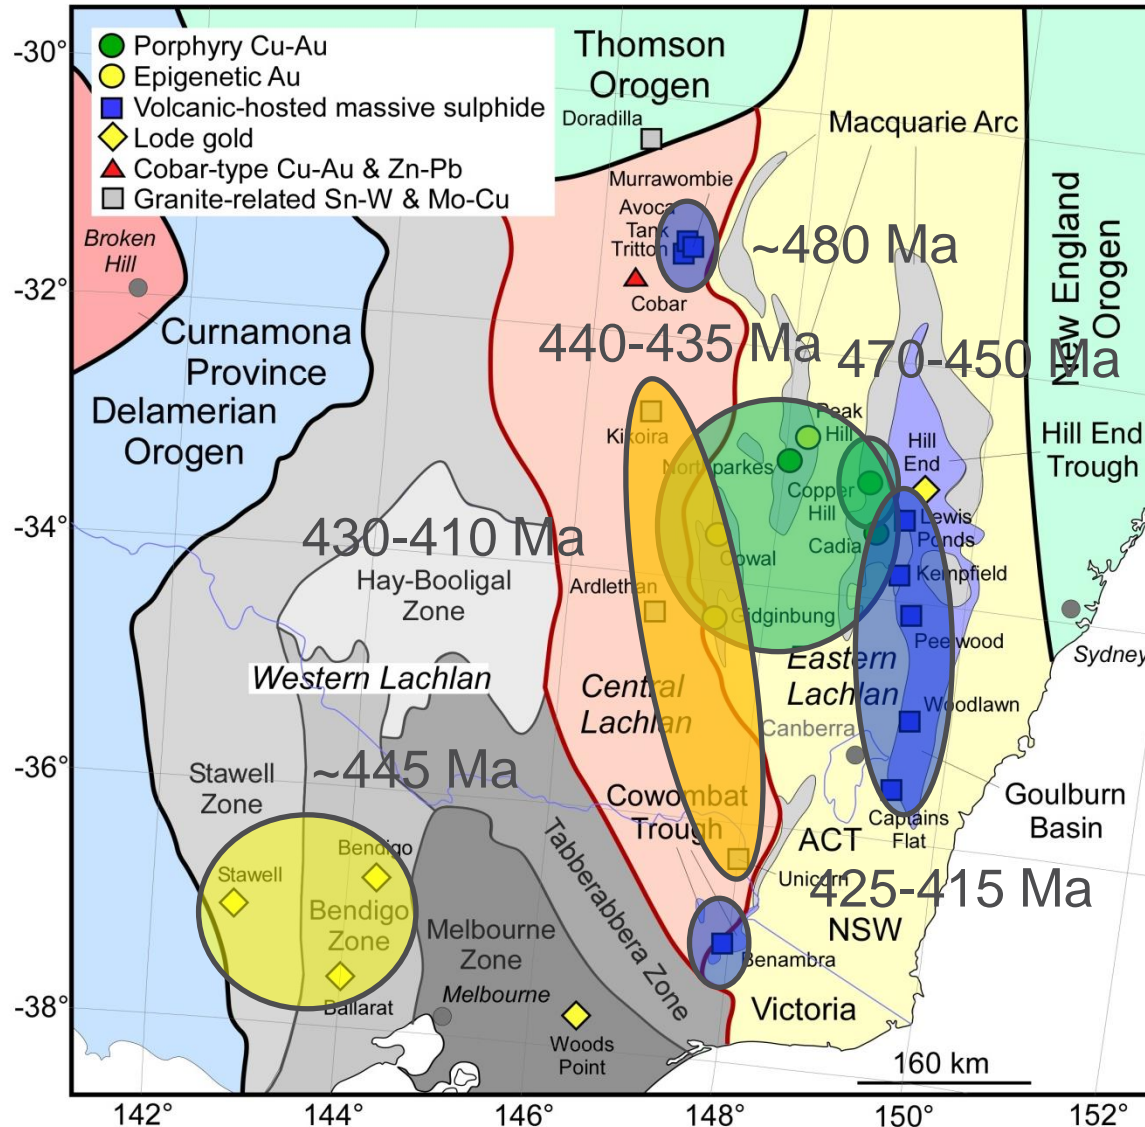 -30°
-32°
-34°
-36°
-38°
Porphyry Cu-Au
Epigenetic Au
Volcanic-hosted massive sulphide
Lode gold
Cobar-type Cu-Au & Zn-Pb
Granite-related Sn-W & Mo-Cu
Thomson
Orogen
Doradilla
Macquarie Arc
Murrawombie
Avoca
Tank
Tritton
~480 Ma
Cobar
New England
Orogen
Broken
Hill
Curnamona
Province
Delamerian
Orogen
440-435 Ma
470-450 Ma
Kikoira
Peak
Hill
Northparkes
Hill
End
Hill End
Trough
Copper
Hill
Cadia
Lewis
Ponds
Kempfield
Peelwood
Woodlawn
Captains
Flat
Cowal
Gidginbung
Ardlethan
430-410 Ma
Hay-Booligal
Zone
Western Lachlan
Central
Lachlan
Eastern
Lachlan
Canberra
Sydney
Goulburn
Basin
Stawell
Zone
~445 Ma
Cowombat
Trough
ACT
Unicorn
425-415 Ma
NSW
Benambra
Victoria
Tabberabbera Zone
Stawell
Bendigo
Bendigo
Zone
Ballarat
Melbourne
Zone
Melbourne
Woods
Point
160 km
142°
144°
146°
148°
150°
152°